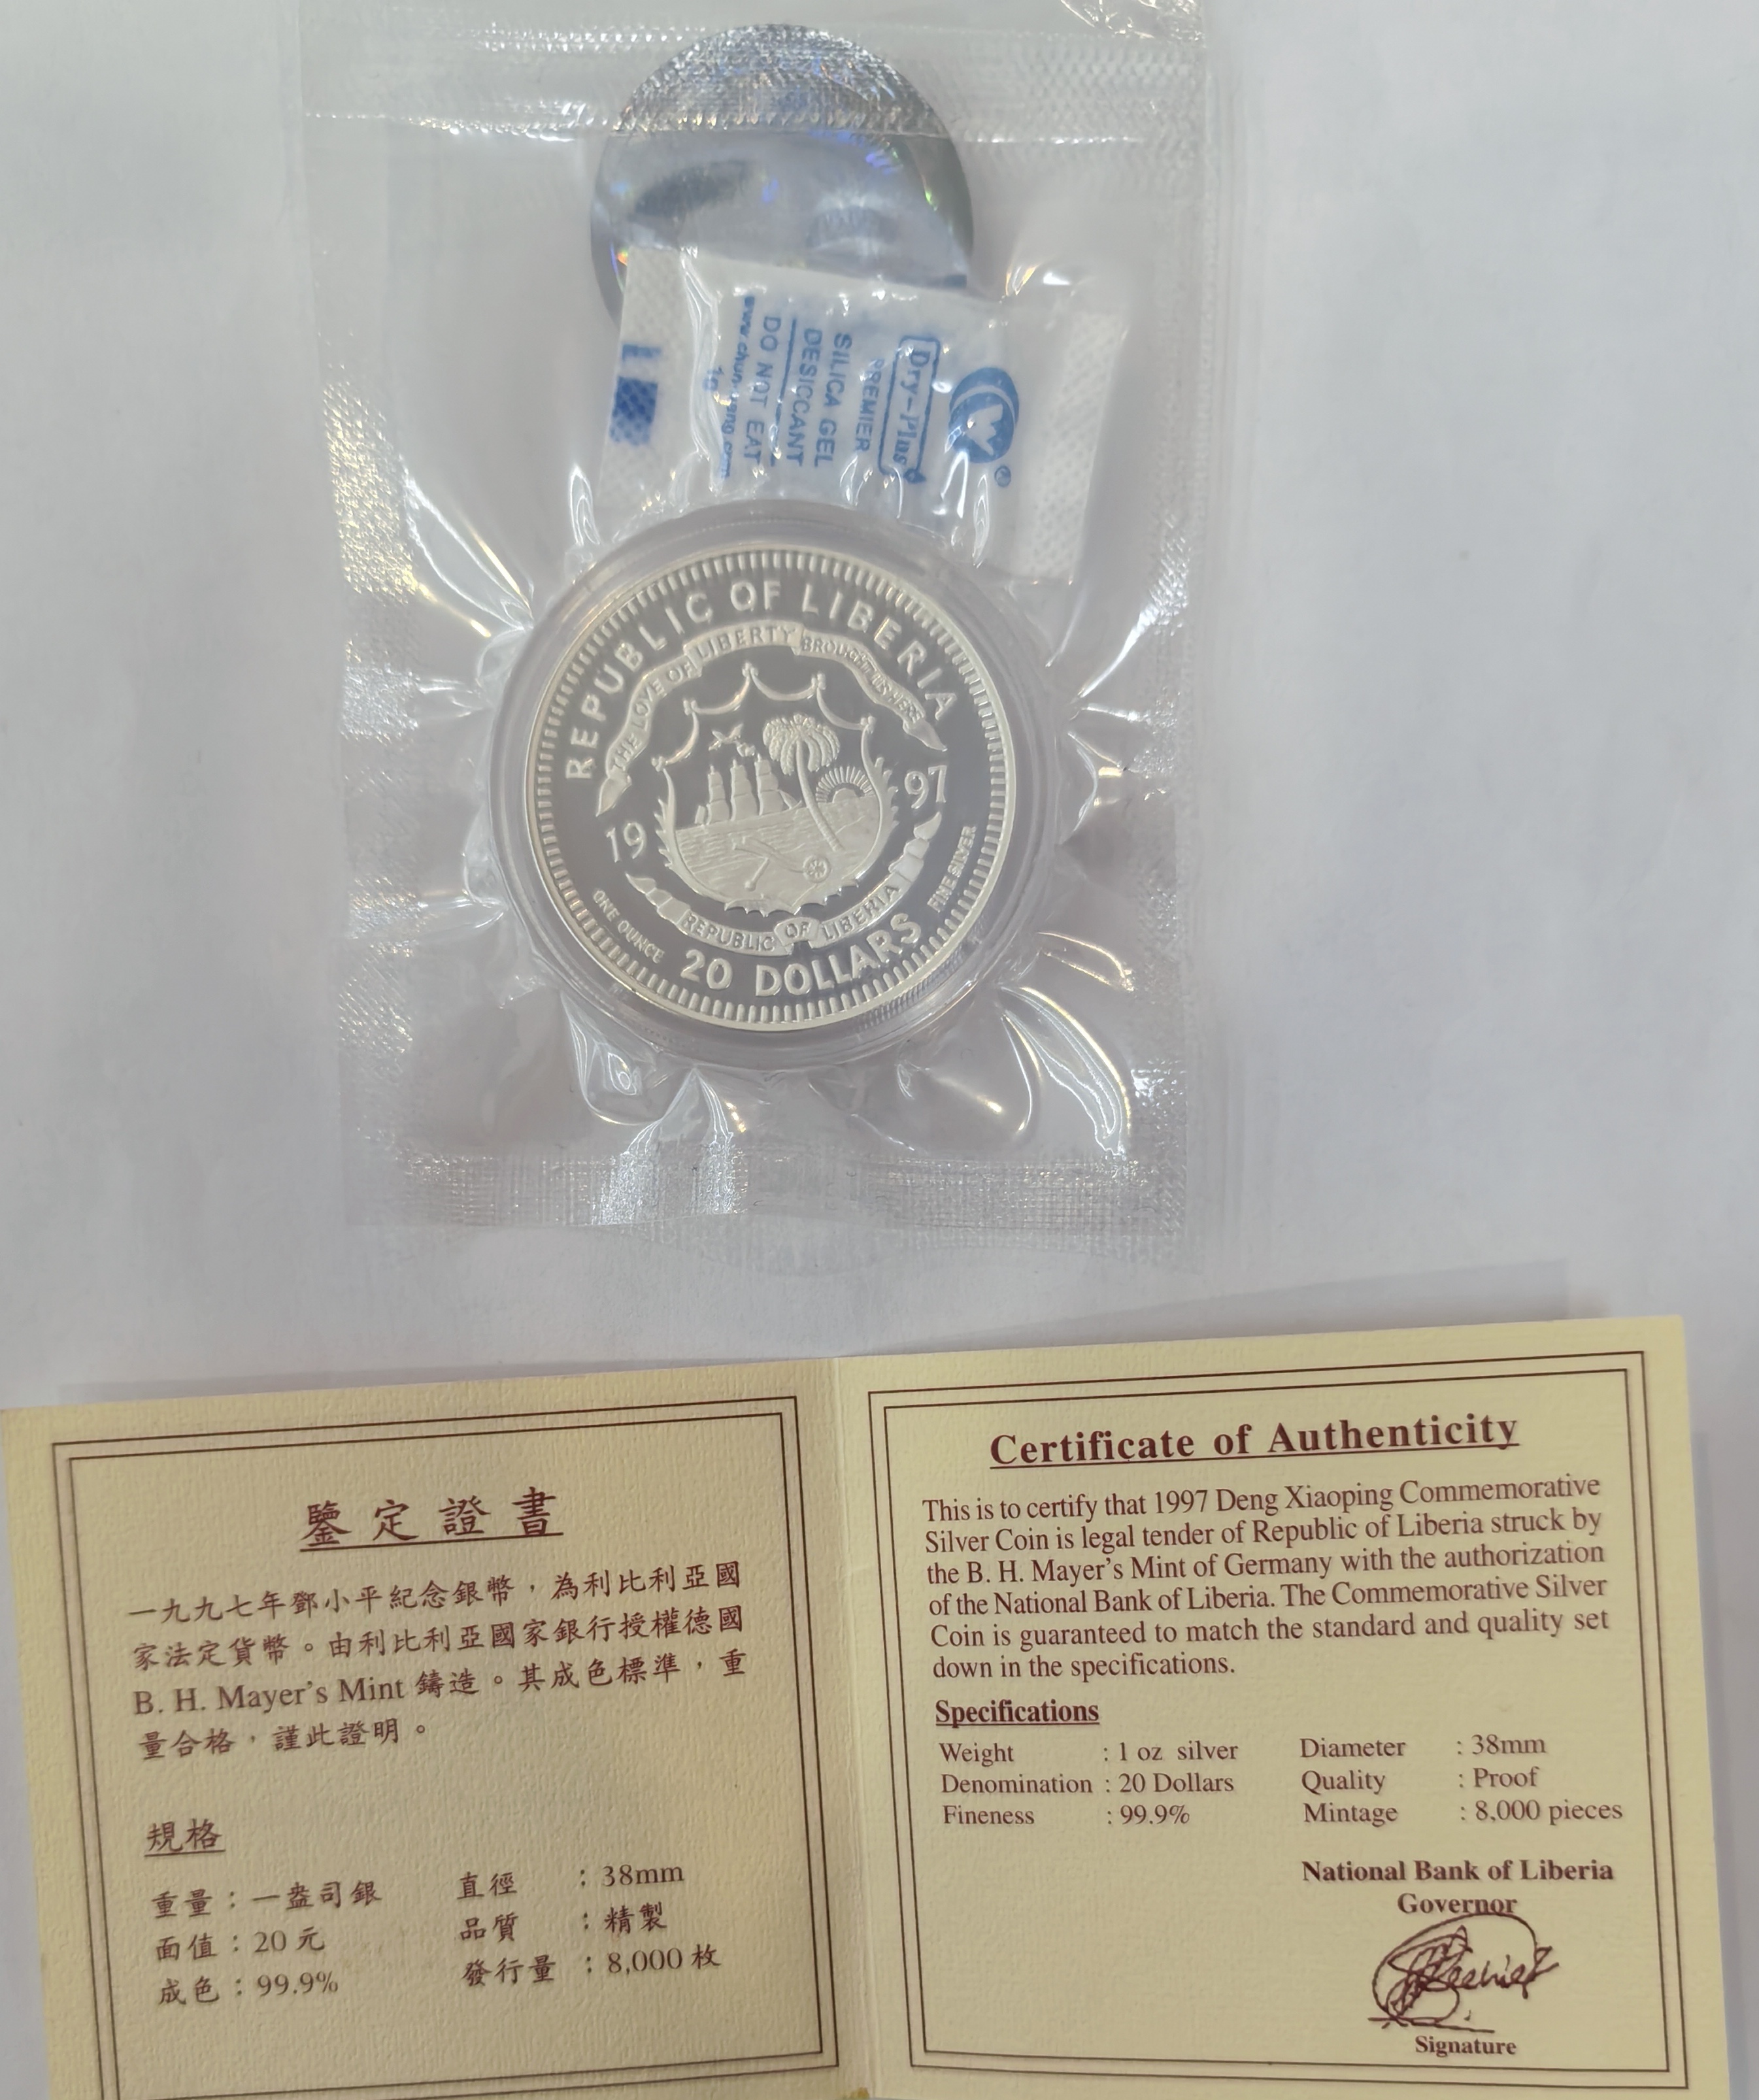 Dry-Plus
PREMIER
SILICA GEL
DESICCANT
DO NOT EAT
1g
REPUBLIC OF LIBERIA
THE LOVE OF LIBERTY BROUGHT US HERE
1997
REPUBLIC OF LIBERIA
ONE OUNCE
20 DOLLARS
FINE SILVER
鑒定證書
一九九七年鄧小平紀念銀幣，為利比利亞國
家法定貨幣。由利比利亞國家銀行授權德國
B. H. Mayer's Mint 鑄造。其成色標準，重
量合格，謹此證明。
規格
重量：一盎司銀 直徑：38mm
面值：20元 品質：精製
成色：99.9% 發行量：8,000枚
Certificate of Authenticity
This is to certify that 1997 Deng Xiaoping Commemorative
Silver Coin is legal tender of Republic of Liberia struck by
the B. H. Mayer's Mint of Germany with the authorization
of the National Bank of Liberia. The Commemorative Silver
Coin is guaranteed to match the standard and quality set
down in the specifications.
Specifications
Weight : 1 oz silver Diameter : 38mm
Denomination : 20 Dollars Quality : Proof
Fineness : 99.9% Mintage : 8,000 pieces
National Bank of Liberia
Governor
Signature